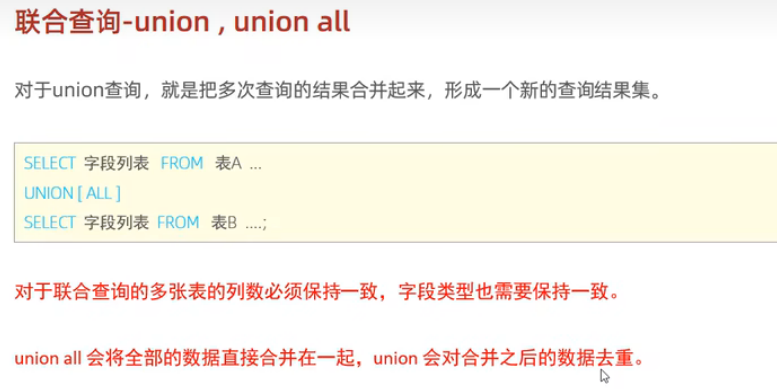 联合查询-union , union all
对于union查询，就是把多次查询的结果合并起来，形成一个新的查询结果集。
SELECT 字段列表 FROM 表A ...
UNION [ ALL ]
SELECT 字段列表 FROM 表B ....;
对于联合查询的多张表的列数必须保持一致，字段类型也需要保持一致。
union all 会将全部的数据直接合并在一起，union 会对合并之后的数据去重。